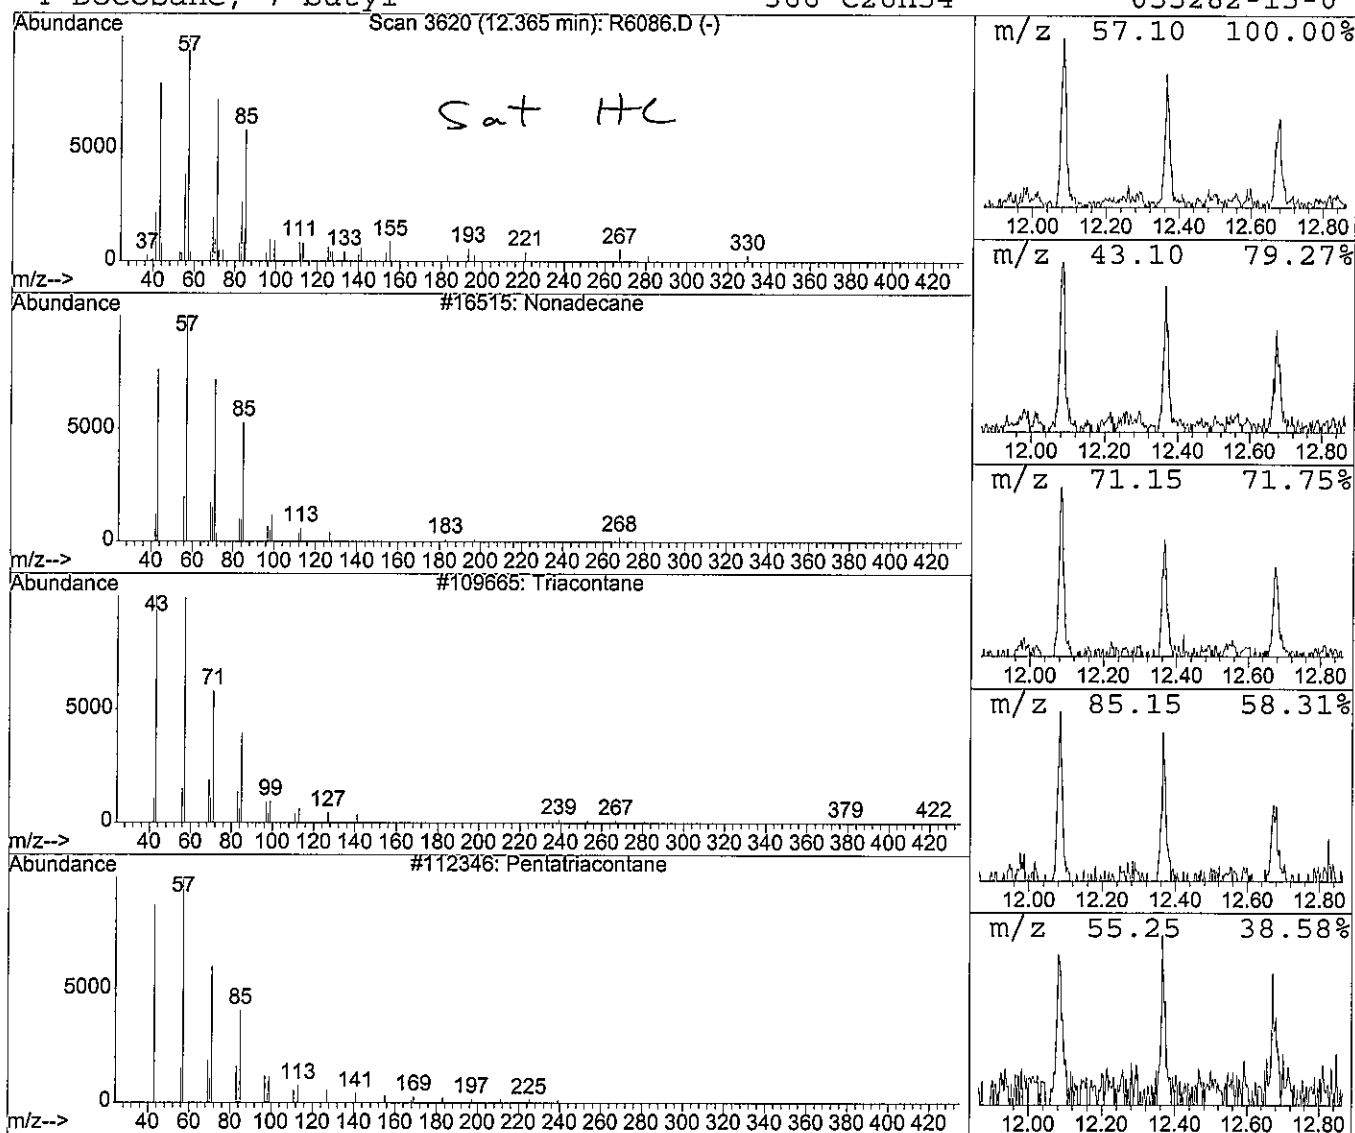 4 Docosane, 7-butyl- 366 C26H54 055282-15-0
Abundance Scan 3620 (12.365 min): R6086.D (-)
57
85
5000
Sat HC
37 111 133 155 193 221 267 330
0
m/z--> 40 60 80 100 120 140 160 180 200 220 240 260 280 300 320 340 360 380 400 420
Abundance #16515: Nonadecane
57
85
5000
113 183 268
0
m/z--> 40 60 80 100 120 140 160 180 200 220 240 260 280 300 320 340 360 380 400 420
Abundance #109665: Triacontane
43
71
5000
99 127 239 267 379 422
0
m/z--> 40 60 80 100 120 140 160 180 200 220 240 260 280 300 320 340 360 380 400 420
Abundance #112346: Pentatriacontane
57
5000
85
113 141 169 197 225
0
m/z--> 40 60 80 100 120 140 160 180 200 220 240 260 280 300 320 340 360 380 400 420
m/z 57.10 100.00%
12.00 12.20 12.40 12.60 12.80
m/z 43.10 79.27%
12.00 12.20 12.40 12.60 12.80
m/z 71.15 71.75%
12.00 12.20 12.40 12.60 12.80
m/z 85.15 58.31%
12.00 12.20 12.40 12.60 12.80
m/z 55.25 38.58%
12.00 12.20 12.40 12.60 12.80